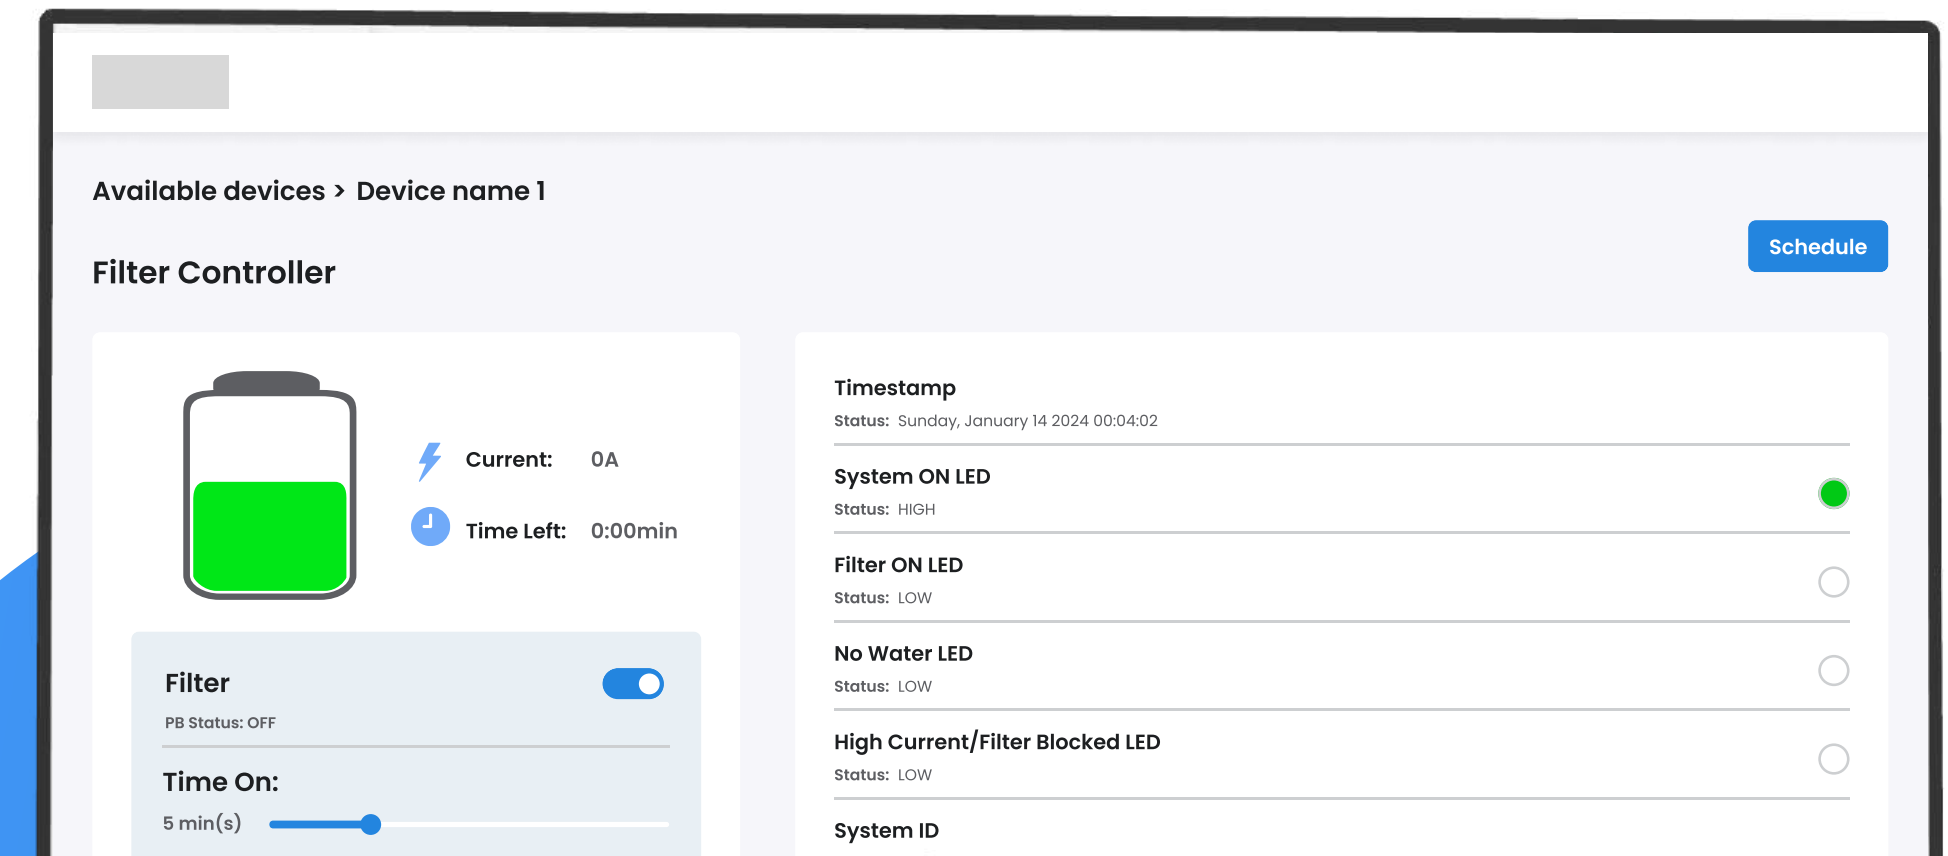 Available devices > Device name 1
Schedule
Filter Controller
Current: 0A
Time Left: 0:00min
Filter
PB Status: OFF
Time On:
5 min(s)
Timestamp
Status: Sunday, January 14 2024 00:04:02
System ON LED
Status: HIGH
Filter ON LED
Status: LOW
No Water LED
Status: LOW
High Current/Filter Blocked LED
Status: LOW
System ID